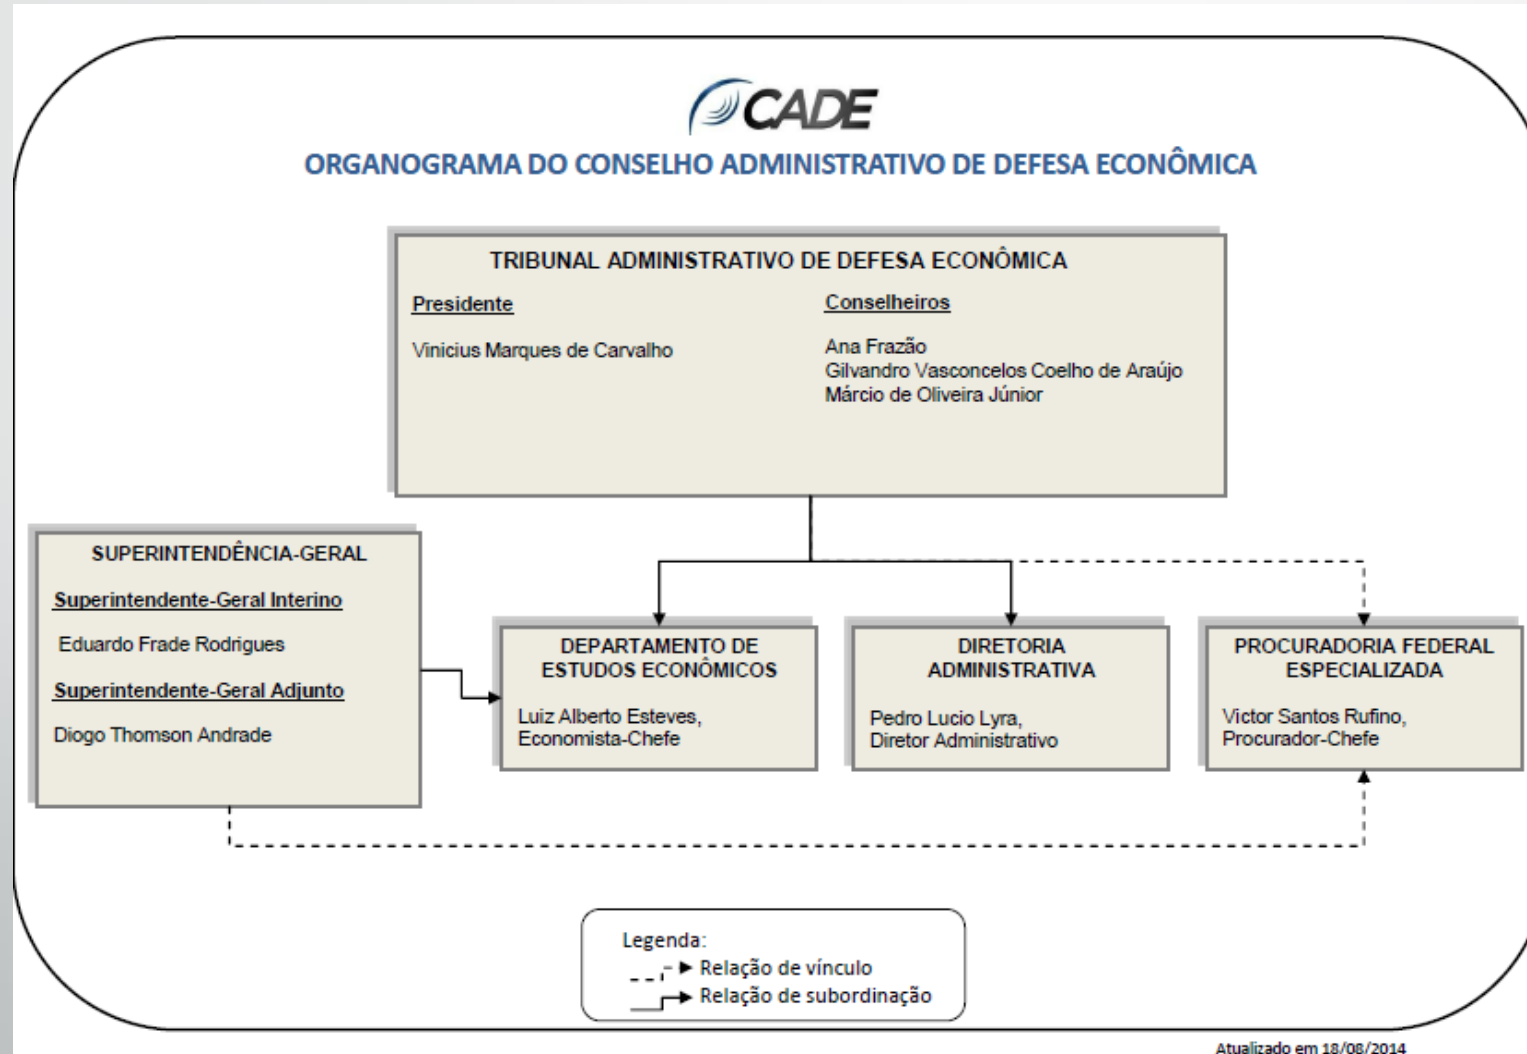 CADE
ORGANOGRAMA DO CONSELHO ADMINISTRATIVO DE DEFESA ECONÔMICA
TRIBUNAL ADMINISTRATIVO DE DEFESA ECONÔMICA
Presidente
Vinicius Marques de Carvalho
Conselheiros
Ana Frazão
Gilvandro Vasconcelos Coelho de Araújo
Márcio de Oliveira Júnior
SUPERINTENDÊNCIA-GERAL
Superintendente-Geral Interino
Eduardo Frade Rodrigues
Superintendente-Geral Adjunto
Diogo Thomson Andrade
DEPARTAMENTO DE
ESTUDOS ECONÔMICOS
Luiz Alberto Esteves,
Economista-Chefe
DIRETORIA
ADMINISTRATIVA
Pedro Lucio Lyra,
Diretor Administrativo
PROCURADORIA FEDERAL
ESPECIALIZADA
Victor Santos Rufino,
Procurador-Chefe
Legenda:
Relação de vínculo
Relação de subordinação
Atualizado em 18/08/2014